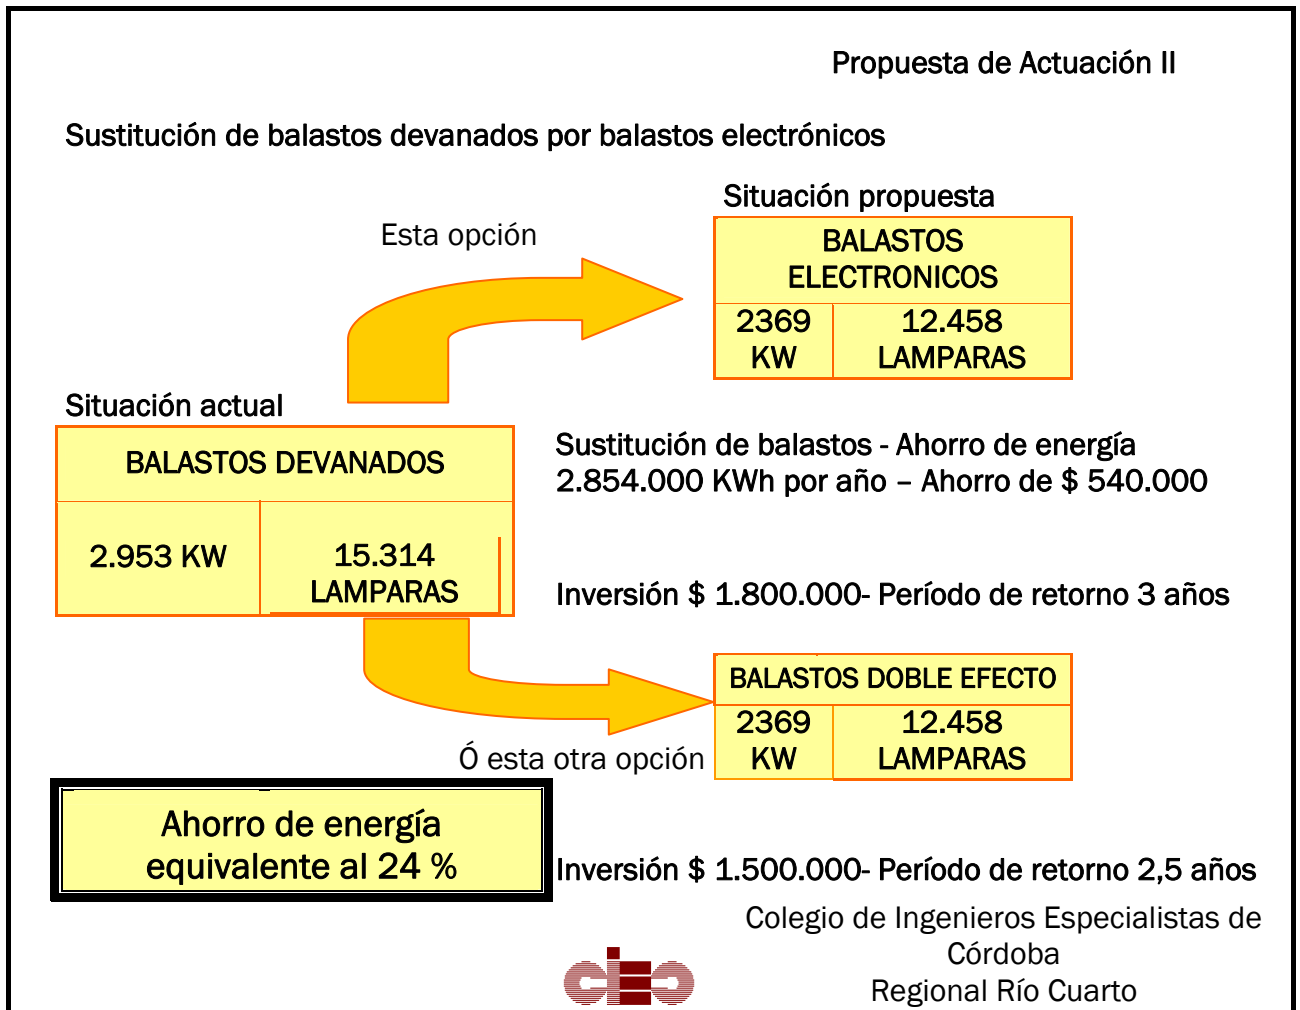 Propuesta de Actuación II
Sustitución de balastos devanados por balastos electrónicos
Situación propuesta
Esta opción
BALASTOS
ELECTRONICOS
2369
KW
12.458
LAMPARAS
Situación actual
BALASTOS DEVANADOS
2.953 KW
15.314
LAMPARAS
Sustitución de balastos - Ahorro de energía
2.854.000 KWh por año – Ahorro de $ 540.000
Inversión $ 1.800.000- Período de retorno 3 años
BALASTOS DOBLE EFECTO
2369
KW
12.458
LAMPARAS
Ó esta otra opción
Ahorro de energía
equivalente al 24 %
Inversión $ 1.500.000- Período de retorno 2,5 años
Colegio de Ingenieros Especialistas de
Córdoba
Regional Río Cuarto